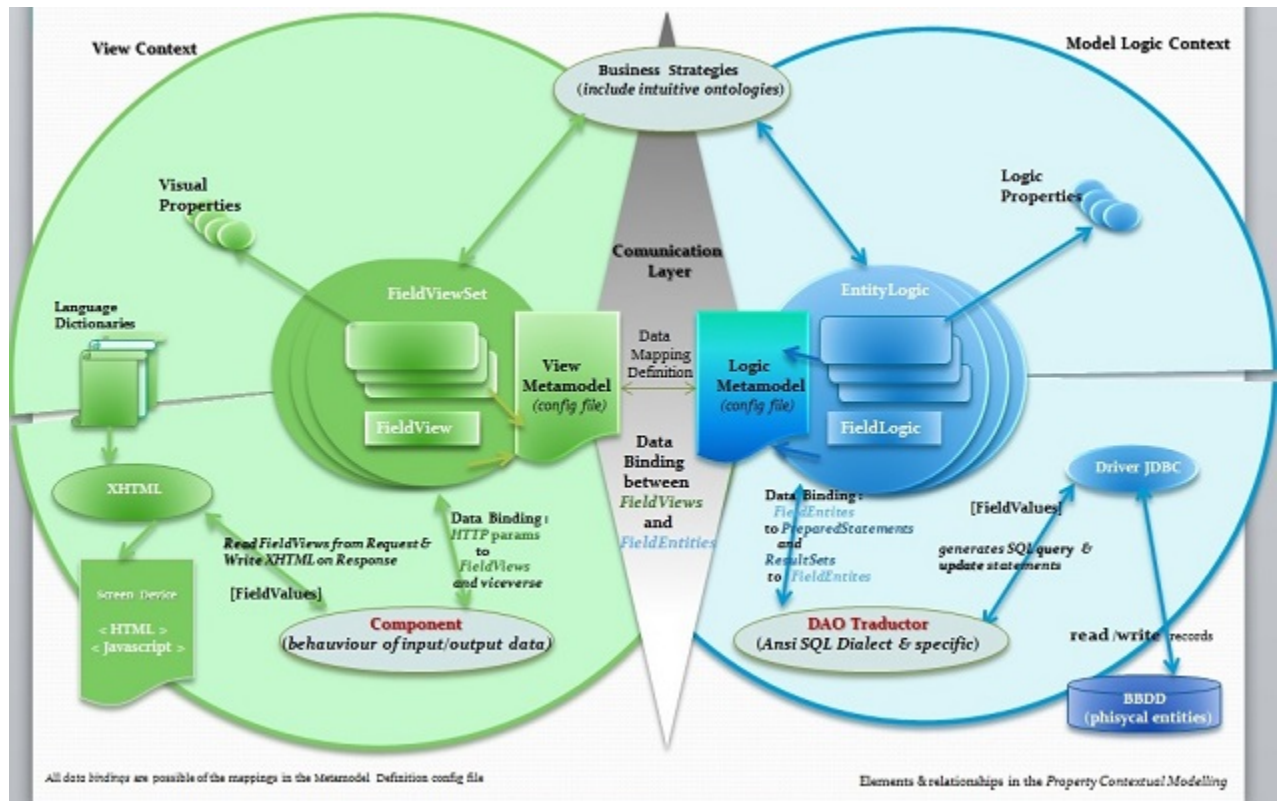 View Context
Model Logic Context
Business Strategies
(include intuitive ontologies)
Visual
Properties
Logic
Properties
Comunication
Layer
FieldViewSet
EntityLogic
Language
Dictionaries
View
Metamodel
(config file)
Data
Mapping
Definition
Logic
Metamodel
(config file)
FieldView
FieldLogic
Data
Binding
between
FieldViews
and
FieldEntities
XHTML
Driver JDBC
Data Binding:
HTTP params
to
FieldViews
and viceverse
Data Binding:
FieldEntites
to PreparedStatements
and
ResultSets
to FieldEntites
[FieldValues]
generates SQL query &
update statements
Read FieldViews from Request &
Write XHTML on Response
[FieldValues]
Screen Device
< HTML >
< Javascript >
Component
(behauviour of input/output data)
DAO Traductor
(Ansi SQL Dialect & specific)
read /write records
BBDD
(phisycal entities)
All data bindings are possible of the mappings in the Metamodel Definition config file
Elements & relationships in the Property Contextual Modelling